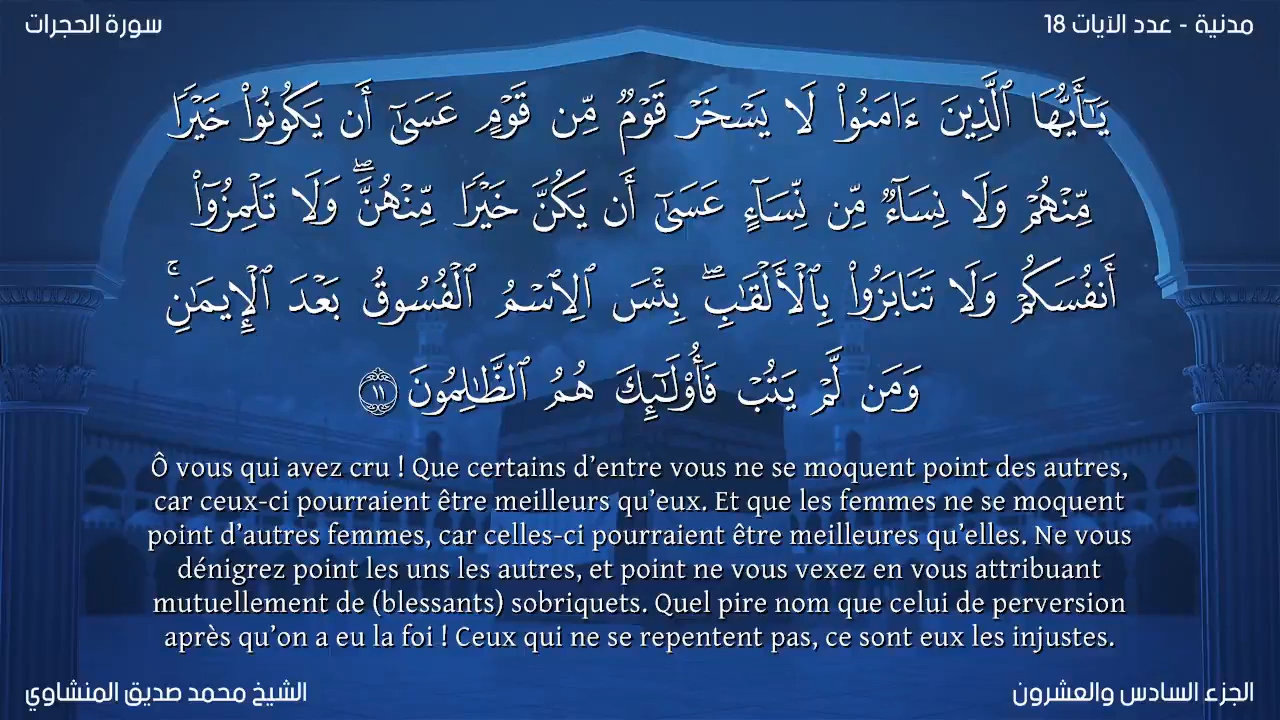 سورة الحجرات
مدنية - عدد الآيات 18
يَـٰٓأَيُّهَا ٱلَّذِينَ ءَامَنُوا۟ لَا يَسْخَرْ قَوْمٌ مِّن قَوْمٍ عَسَىٰٓ أَن يَكُونُوا۟ خَيْرًا
مِّنْهُمْ وَلَا نِسَآءٌ مِّن نِّسَآءٍ عَسَىٰٓ أَن يَكُنَّ خَيْرًا مِّنْهُنَّ ۖ وَلَا تَلْمِزُوٓا۟
أَنفُسَكُمْ وَلَا تَنَابَزُوا۟ بِٱلْأَلْقَـٰبِ ۖ بِئْسَ ٱلِٱسْمُ ٱلْفُسُوقُ بَعْدَ ٱلْإِيمَـٰنِ ۚ
وَمَن لَّمْ يَتُبْ فَأُو۟لَـٰٓئِكَ هُمُ ٱلظَّـٰلِمُونَ ١١
Ô vous qui avez cru ! Que certains d’entre vous ne se moquent point des autres,
car ceux-ci pourraient être meilleurs qu’eux. Et que les femmes ne se moquent
point d’autres femmes, car celles-ci pourraient être meilleures qu’elles. Ne vous
dénigrez point les uns les autres, et point ne vous vexez en vous attribuant
mutuellement de (blessants) sobriquets. Quel pire nom que celui de perversion
après qu’on a eu la foi ! Ceux qui ne se repentent pas, ce sont eux les injustes.
الشيخ محمد صديق المنشاوي
الجزء السادس والعشرون